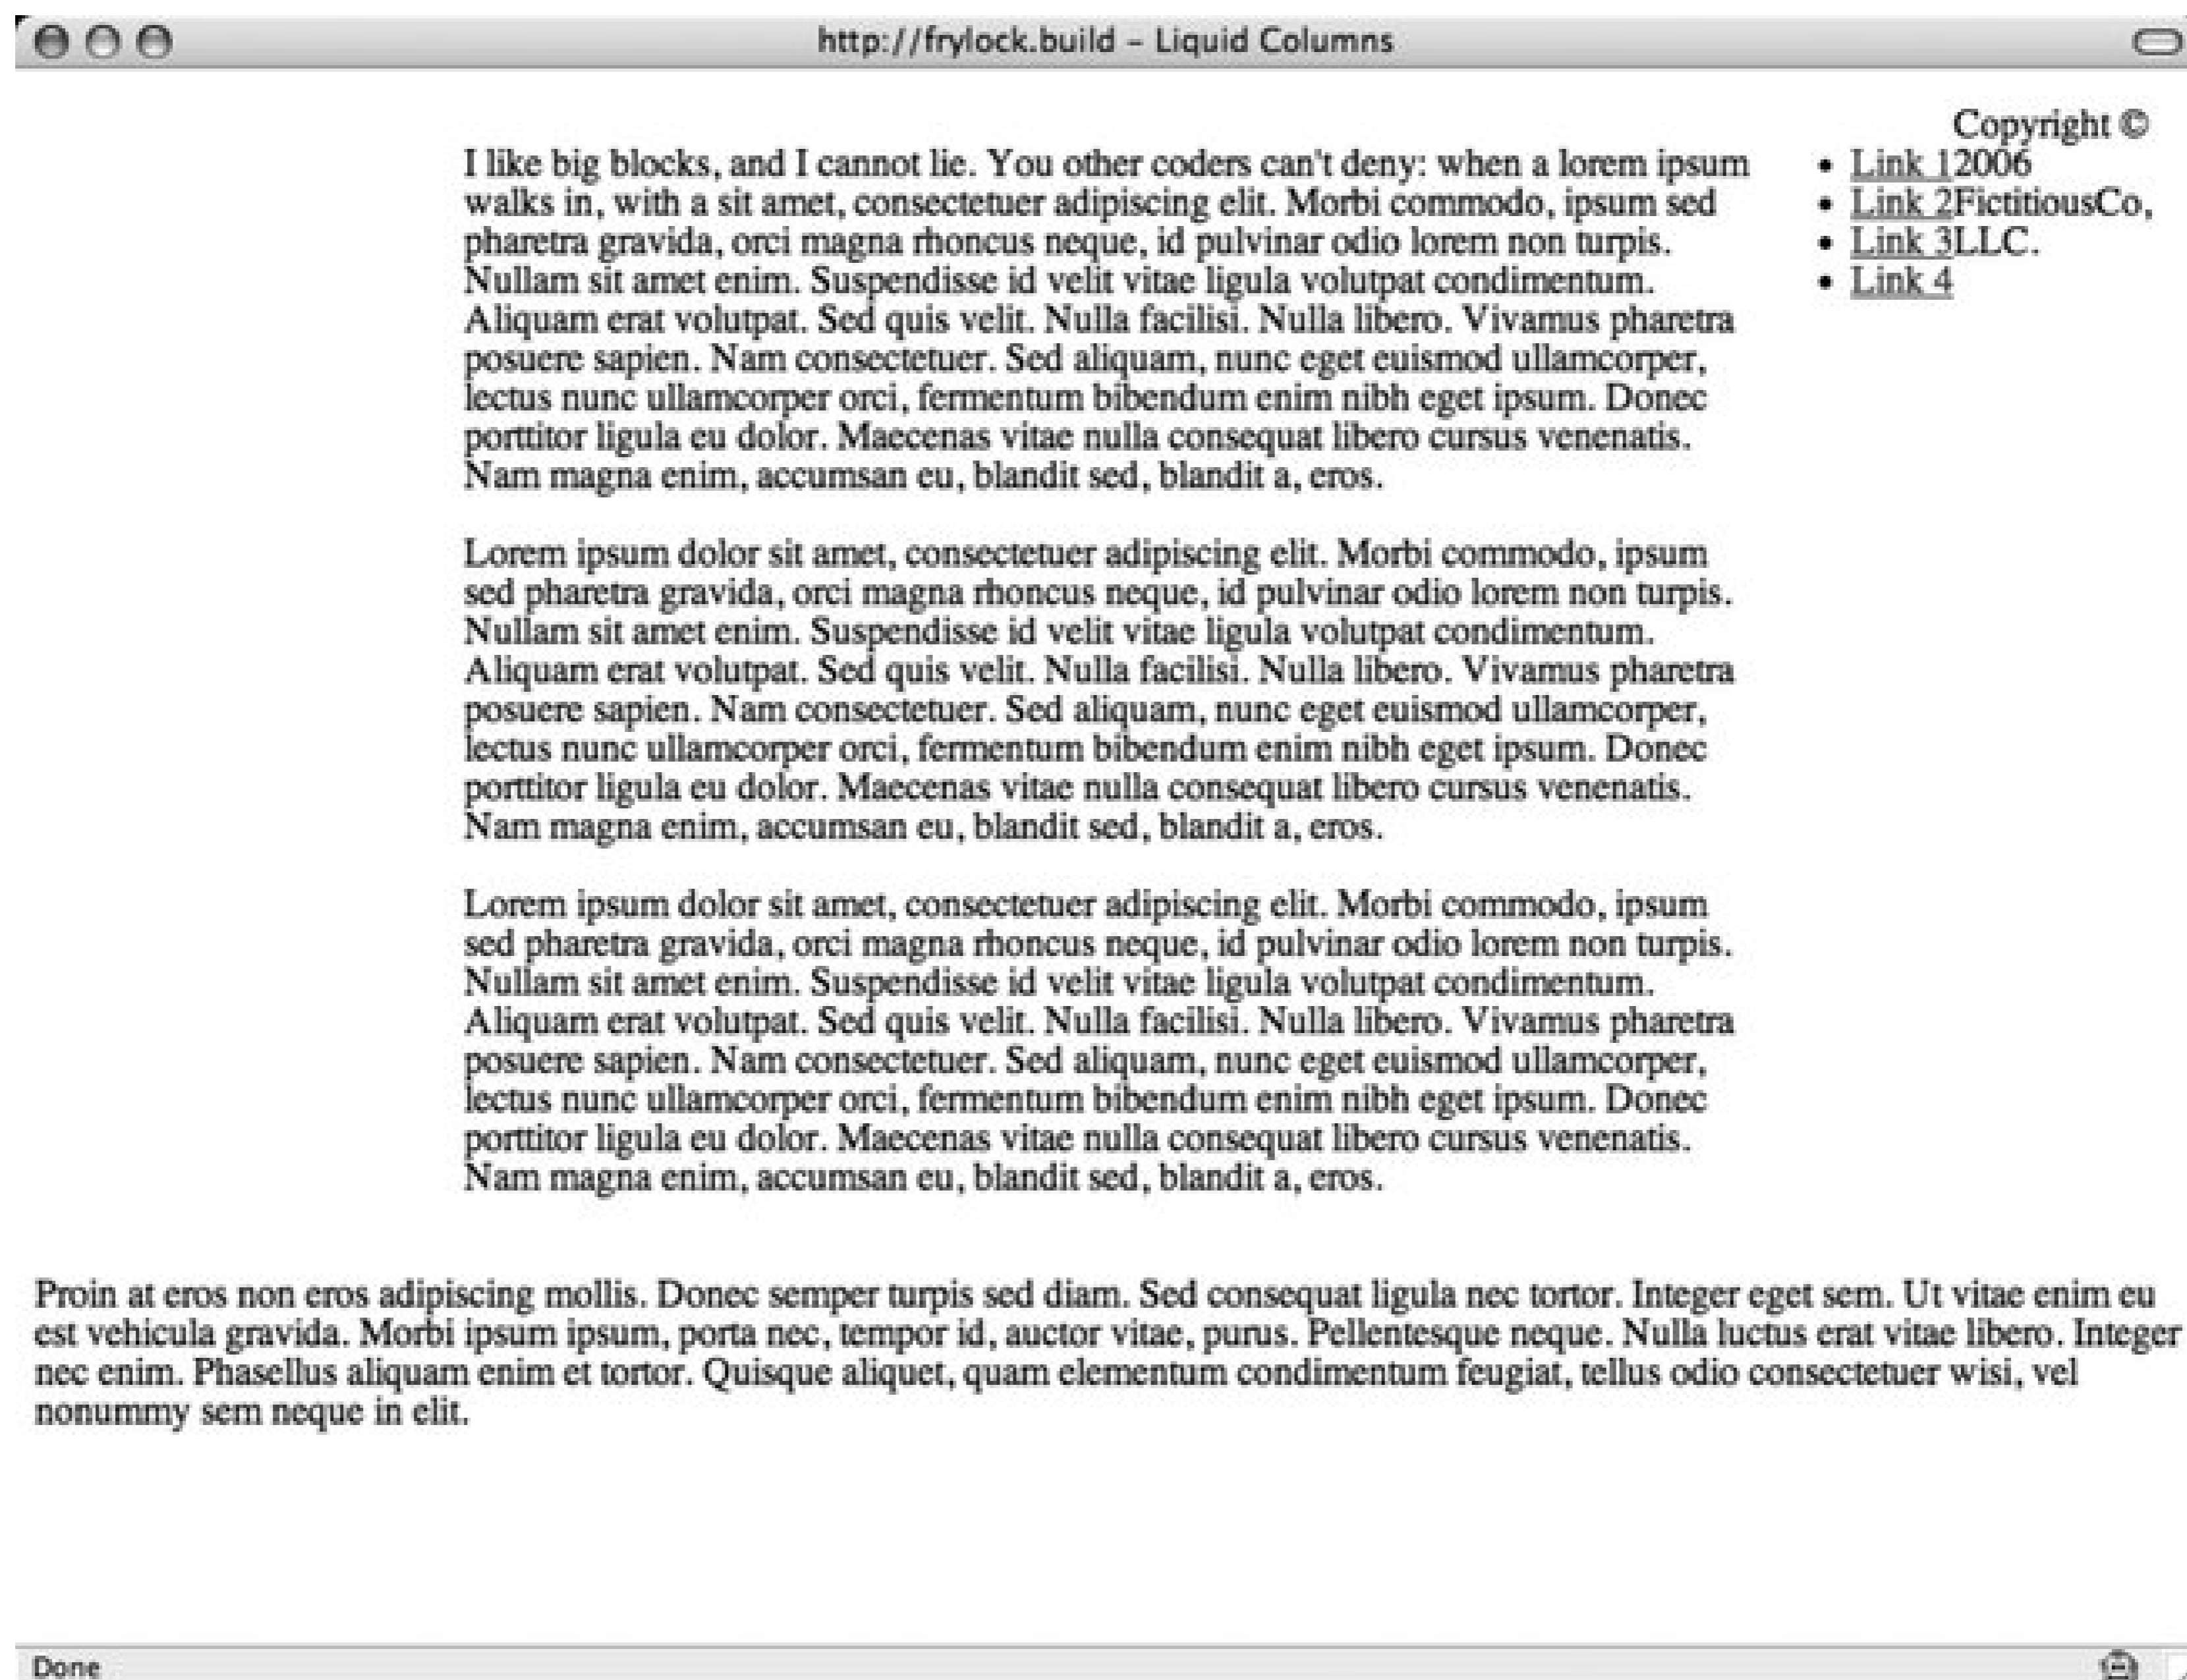 http://frylock.build – Liquid Columns
I like big blocks, and I cannot lie. You other coders can't deny: when a lorem ipsum
walks in, with a sit amet, consectetuer adipiscing elit. Morbi commodo, ipsum sed
pharetra gravida, orci magna rhoncus neque, id pulvinar odio lorem non turpis.
Nullam sit amet enim. Suspendisse id velit vitae ligula volutpat condimentum.
Aliquam erat volutpat. Sed quis velit. Nulla facilisi. Nulla libero. Vivamus pharetra
posuere sapien. Nam consectetuer. Sed aliquam, nunc eget euismod ullamcorper,
lectus nunc ullamcorper orci, fermentum bibendum enim nibh eget ipsum. Donec
porttitor ligula eu dolor. Maecenas vitae nulla consequat libero cursus venenatis.
Nam magna enim, accumsan eu, blandit sed, blandit a, eros.
Lorem ipsum dolor sit amet, consectetuer adipiscing elit. Morbi commodo, ipsum
sed pharetra gravida, orci magna rhoncus neque, id pulvinar odio lorem non turpis.
Nullam sit amet enim. Suspendisse id velit vitae ligula volutpat condimentum.
Aliquam erat volutpat. Sed quis velit. Nulla facilisi. Nulla libero. Vivamus pharetra
posuere sapien. Nam consectetuer. Sed aliquam, nunc eget euismod ullamcorper,
lectus nunc ullamcorper orci, fermentum bibendum enim nibh eget ipsum. Donec
porttitor ligula eu dolor. Maecenas vitae nulla consequat libero cursus venenatis.
Nam magna enim, accumsan eu, blandit sed, blandit a, eros.
Lorem ipsum dolor sit amet, consectetuer adipiscing elit. Morbi commodo, ipsum
sed pharetra gravida, orci magna rhoncus neque, id pulvinar odio lorem non turpis.
Nullam sit amet enim. Suspendisse id velit vitae ligula volutpat condimentum.
Aliquam erat volutpat. Sed quis velit. Nulla facilisi. Nulla libero. Vivamus pharetra
posuere sapien. Nam consectetuer. Sed aliquam, nunc eget euismod ullamcorper,
lectus nunc ullamcorper orci, fermentum bibendum enim nibh eget ipsum. Donec
porttitor ligula eu dolor. Maecenas vitae nulla consequat libero cursus venenatis.
Nam magna enim, accumsan eu, blandit sed, blandit a, eros.
Copyright ©
• Link 12006
• Link 2FictitiousCo,
• Link 3LLC.
• Link 4
Proin at eros non eros adipiscing mollis. Donec semper turpis sed diam. Sed consequat ligula nec tortor. Integer eget sem. Ut vitae enim eu
est vehicula gravida. Morbi ipsum ipsum, porta nec, tempor id, auctor vitae, purus. Pellentesque neque. Nulla luctus erat vitae libero. Integer
nec enim. Phasellus aliquam enim et tortor. Quisque aliquet, quam elementum condimentum feugiat, tellus odio consectetuer wisi, vel
nonummy sem neque in elit.
Done